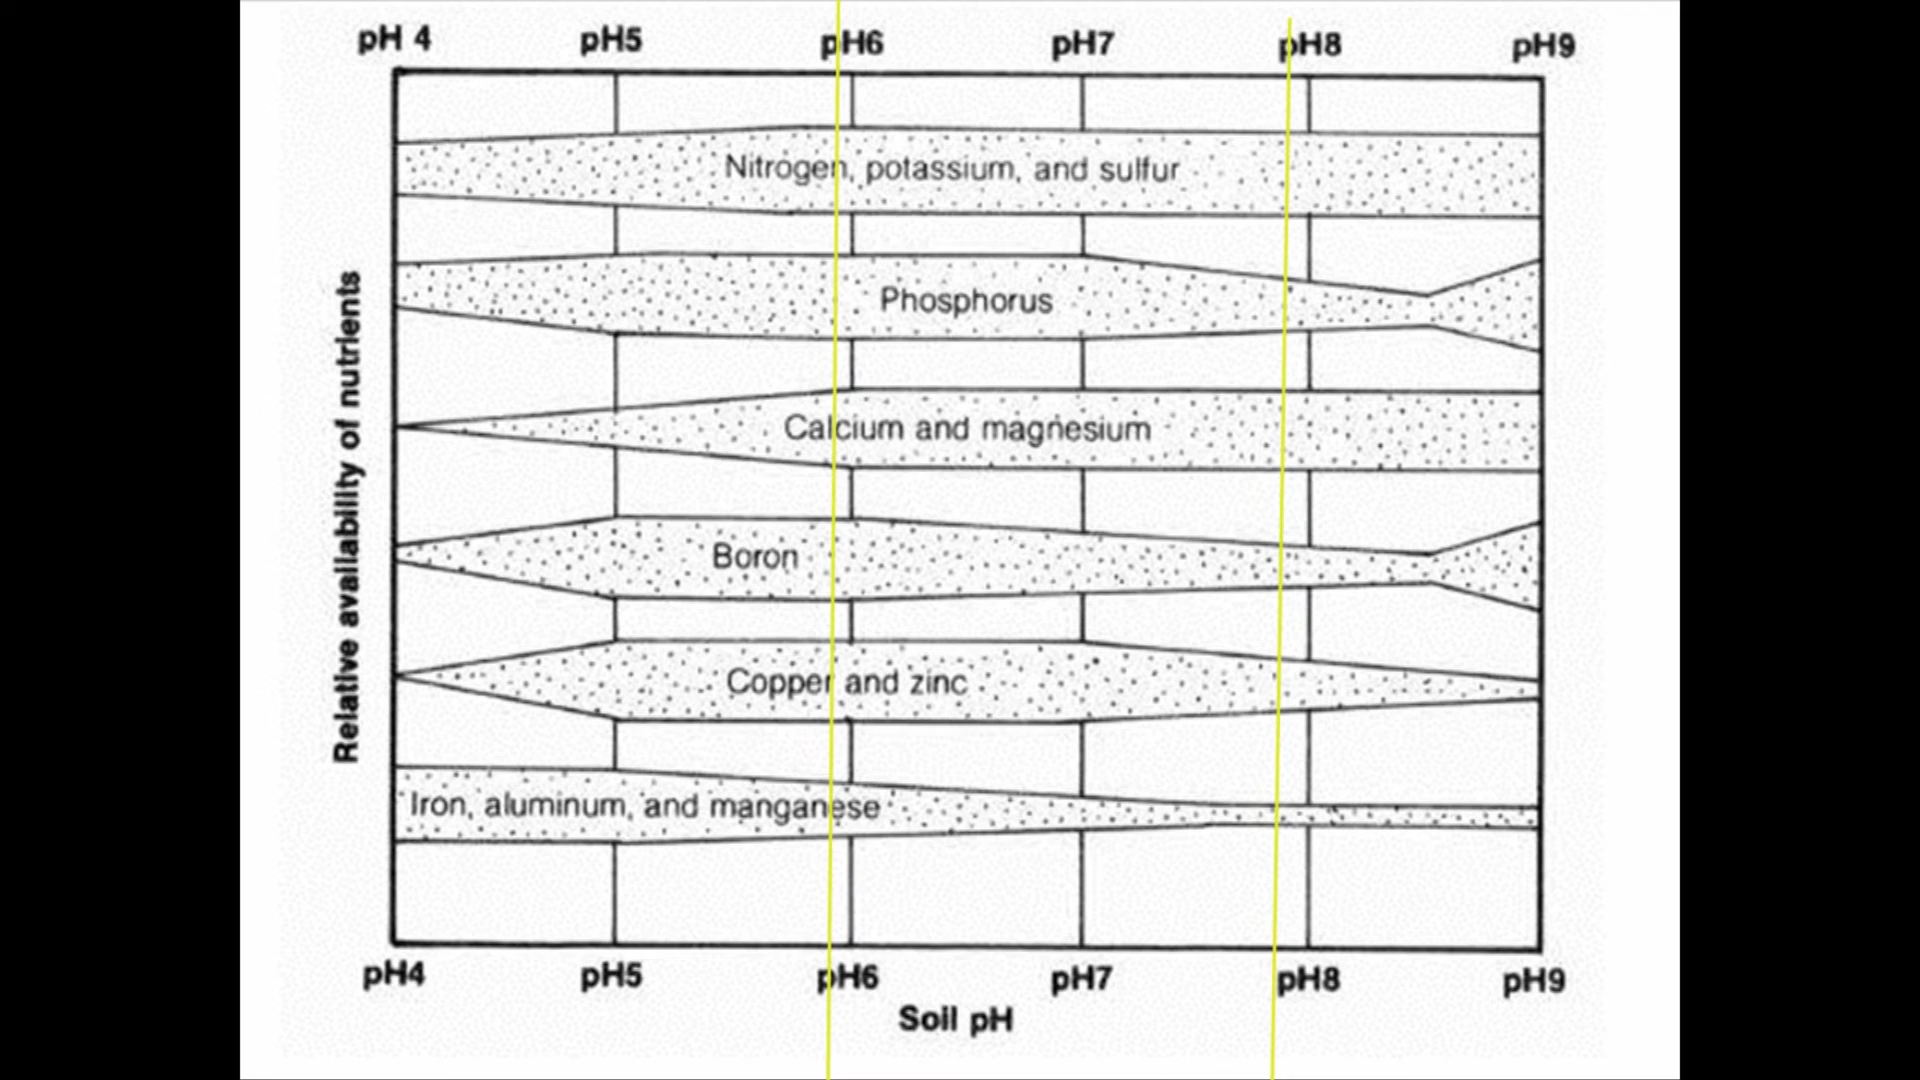 pH 4 pH5 pH6 pH7 pH8 pH9
Nitrogen, potassium, and sulfur
Phosphorus
Calcium and magnesium
Boron
Copper and zinc
Iron, aluminum, and manganese
Relative availability of nutrients
pH4 pH5 pH6 pH7 pH8 pH9
Soil pH